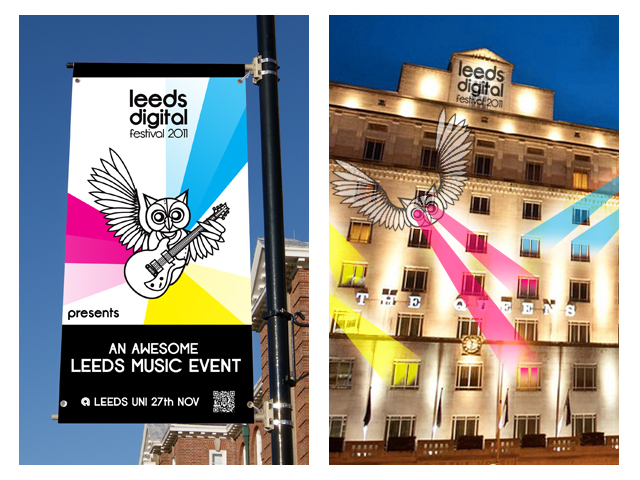 leeds
digital
festival 2011
presents
AN AWESOME
LEEDS MUSIC EVENT
@ LEEDS UNI 27th NOV
leeds
digital
festival 2011
THE QUEENS